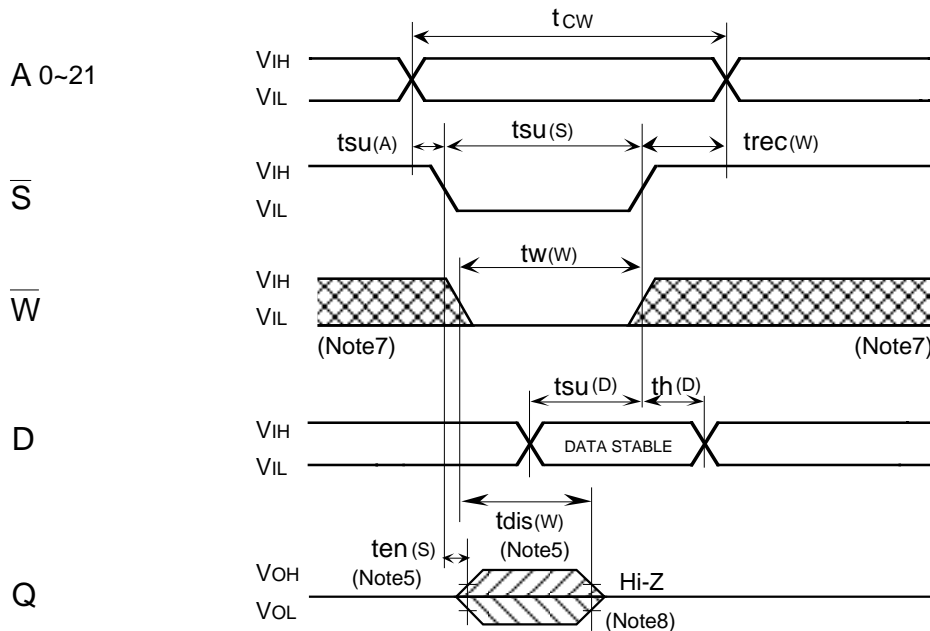 tCW
VIH
A 0~21
VIL
tsu(A)
tsu(S)
trec(W)
VIH
S
VIL
tw(W)
VIH
W
VIL
(Note7)
(Note7)
tsu(D)
th(D)
VIH
D
DATA STABLE
VIL
tdis(W)
ten(S)
(Note5)
(Note5)
VOH
Hi-Z
Q
VOL
(Note8)